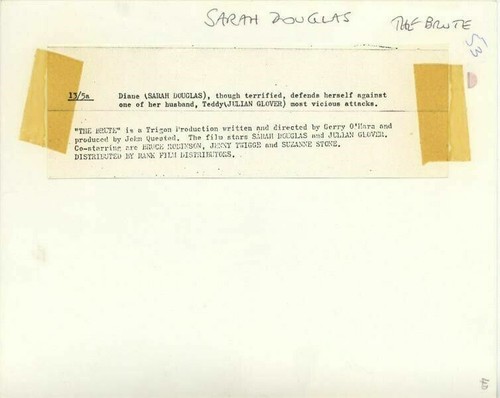 SARAH DOUGLAS
THE BRUTE
13/5a Diane \SARAH DOUGLAS), though terrified, defends herself against
one of her husband, Teddy\JULIAN GLOVER) most vicious attacks.
"THE BRUTE" is a Trigon Production written and directed by Gerry O'Hara and
produced by John Quested. The film stars SARAH DOUGLAS and JULIAN GLOVER.
Co-starring are BRUCE ROBINSON, JENNY TWIGGE and SUZANNE STONE.
DISTRIBUTED BY RANK FILM DISTRIBUTORS.